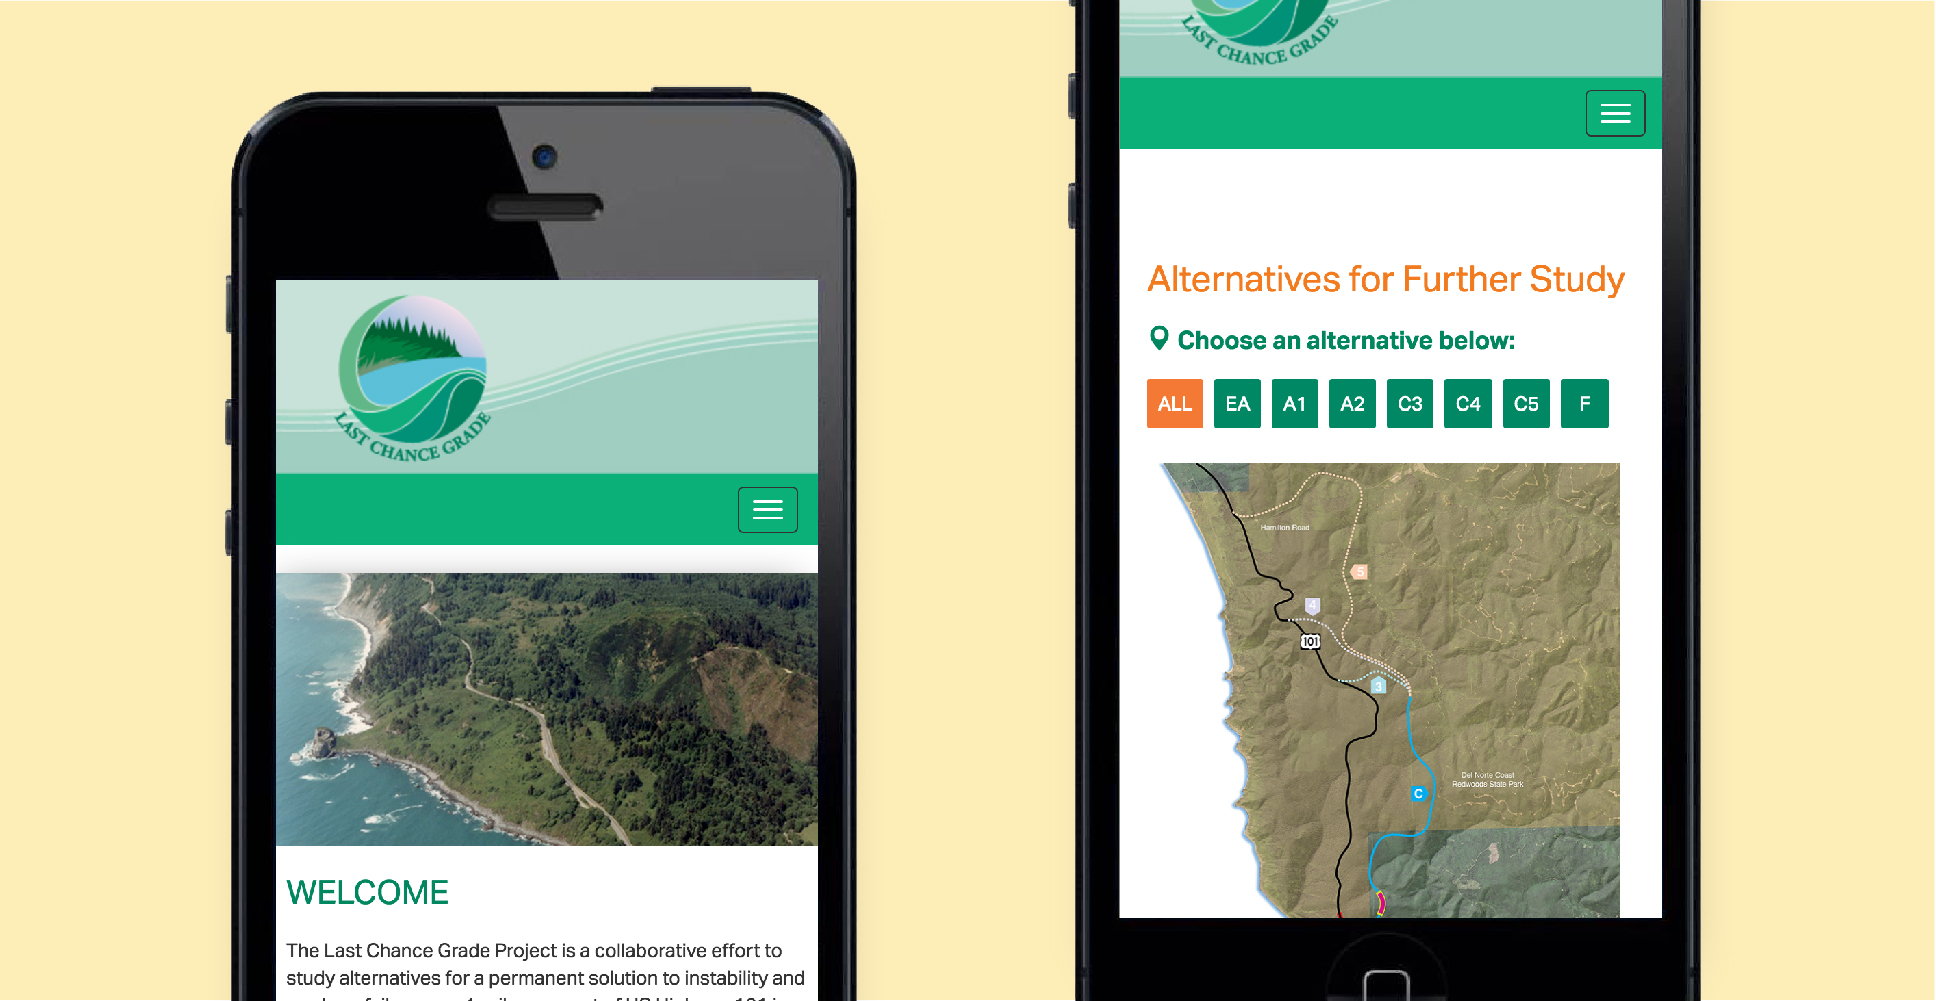 LAST CHANCE GRADE
WELCOME
The Last Chance Grade Project is a collaborative effort to
study alternatives for a permanent solution to instability and
LAST CHANCE GRADE
Alternatives for Further Study
Choose an alternative below:
ALL EA A1 A2 C3 C4 C5 F
Hamilton Road
5
4
101
3
Del Norte Coast
Redwoods State Park
C